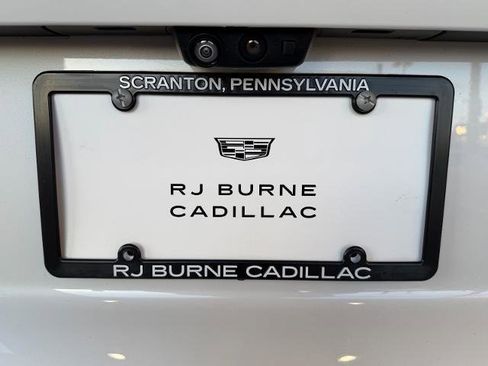 SCRANTON, PENNSYLVANIA
RJ BURNE
CADILLAC
RJ BURNE CADILLAC